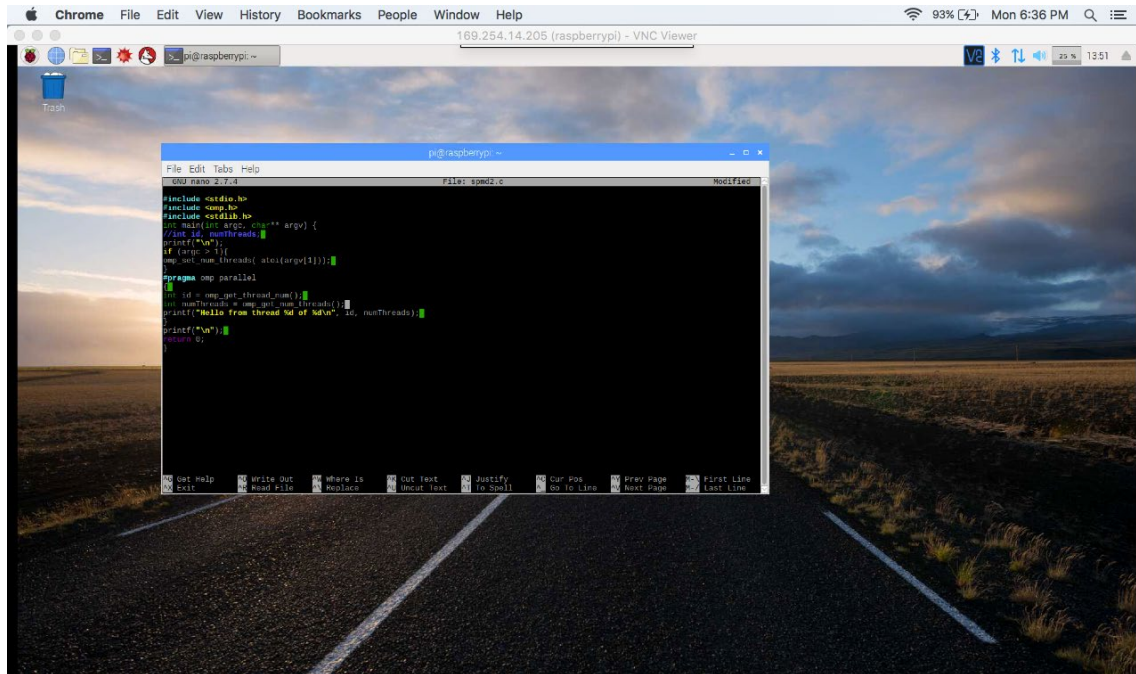 Chrome File Edit View History Bookmarks People Window Help 93% Mon 6:36 PM
169.254.14.205 (raspberrypi) - VNC Viewer
pi@raspberrypi: ~ 25 % 13:51
Trash
pi@raspberrypi: ~
File Edit Tabs Help
GNU nano 2.7.4 File: spmd2.c Modified
#include <stdio.h>
#include <omp.h>
#include <stdlib.h>
int main(int argc, char** argv) {
//int id, numThreads;
printf("\n");
if (argc > 1){
omp_set_num_threads( atoi(argv[1]));
}
#pragma omp parallel
{
int id = omp_get_thread_num();
int numThreads = omp_get_num_threads();
printf("Hello from thread %d of %d\n", id, numThreads);
}
printf("\n");
return 0;
}
^G Get Help ^O Write Out ^W Where Is ^K Cut Text ^J Justify ^C Cur Pos ^Y Prev Page M-\ First Line
^X Exit ^R Read File ^\ Replace ^U Uncut Text ^T To Spell ^_ Go To Line ^V Next Page M-/ Last Line